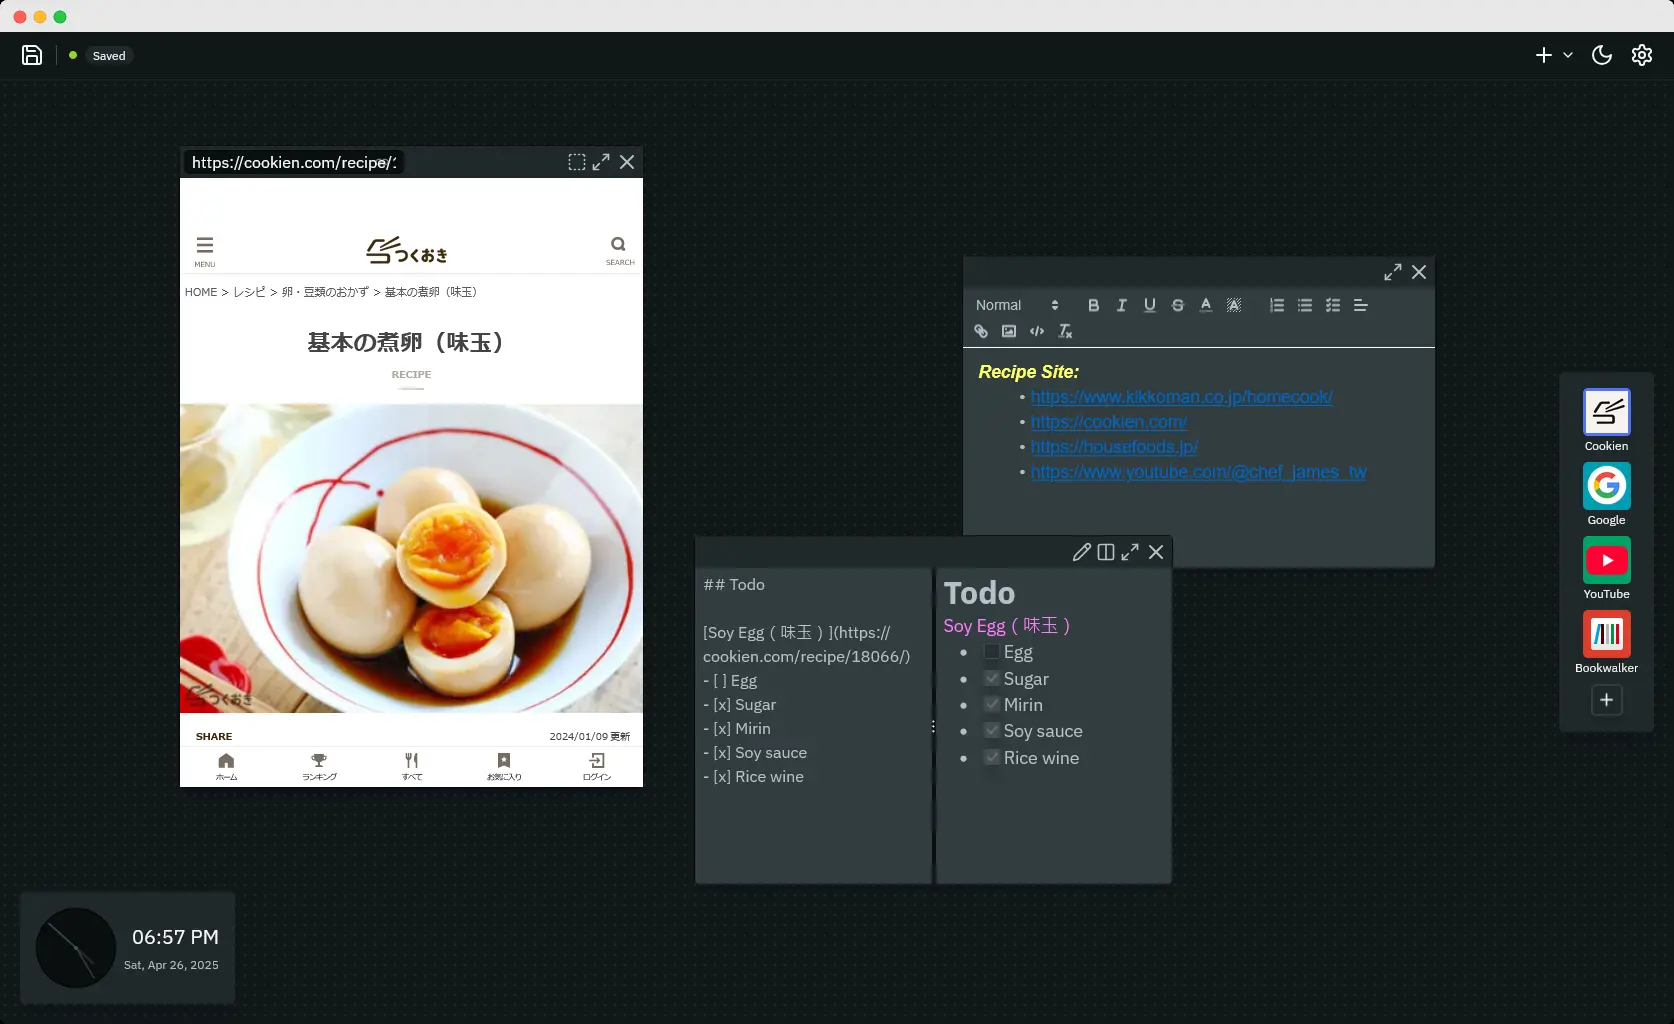 Saved
https://cookien.com/recipe/
MENU
つくおき
SEARCH
HOME > レシピ > 卵・豆類のおかず > 基本の煮卵（味玉）
基本の煮卵（味玉）
RECIPE
つくおき
SHARE
2024/01/09 更新
ホーム
ランキング
すべて
お気に入り
ログイン
Normal
Recipe Site:
• https://www.kikkoman.co.jp/homecook/
• https://cookien.com/
• https://housefoods.jp/
• https://www.youtube.com/@chef_james_tw
## Todo
[Soy Egg ( 味玉 ) ](https://
cookien.com/recipe/18066/)
- [ ] Egg
- [x] Sugar
- [x] Mirin
- [x] Soy sauce
- [x] Rice wine
Todo
Soy Egg ( 味玉 )
• Egg
• Sugar
• Mirin
• Soy sauce
• Rice wine
Cookien
Google
YouTube
Bookwalker
06:57 PM
Sat, Apr 26, 2025